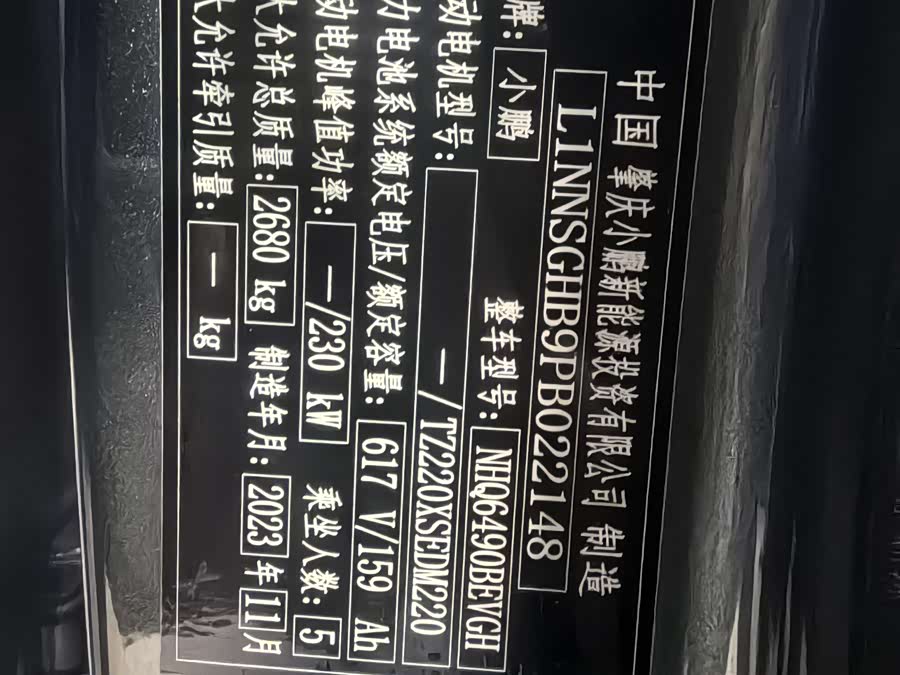 中国 肇庆小鹏新能源投资有限公司 制造
L1NNSGHB9PB022148
牌: 小鹏 整车型号: NHQ6490BEVGH
动电机型号: —/TZ220XSEDM220
力电池系统额定电压/额定容量: 617 V/159 Ah
动电机峰值功率: —/230 kW 乘坐人数: 5
大允许总质量: 2680 kg 制造年月: 2023 年 11 月
大允许牵引质量: — kg